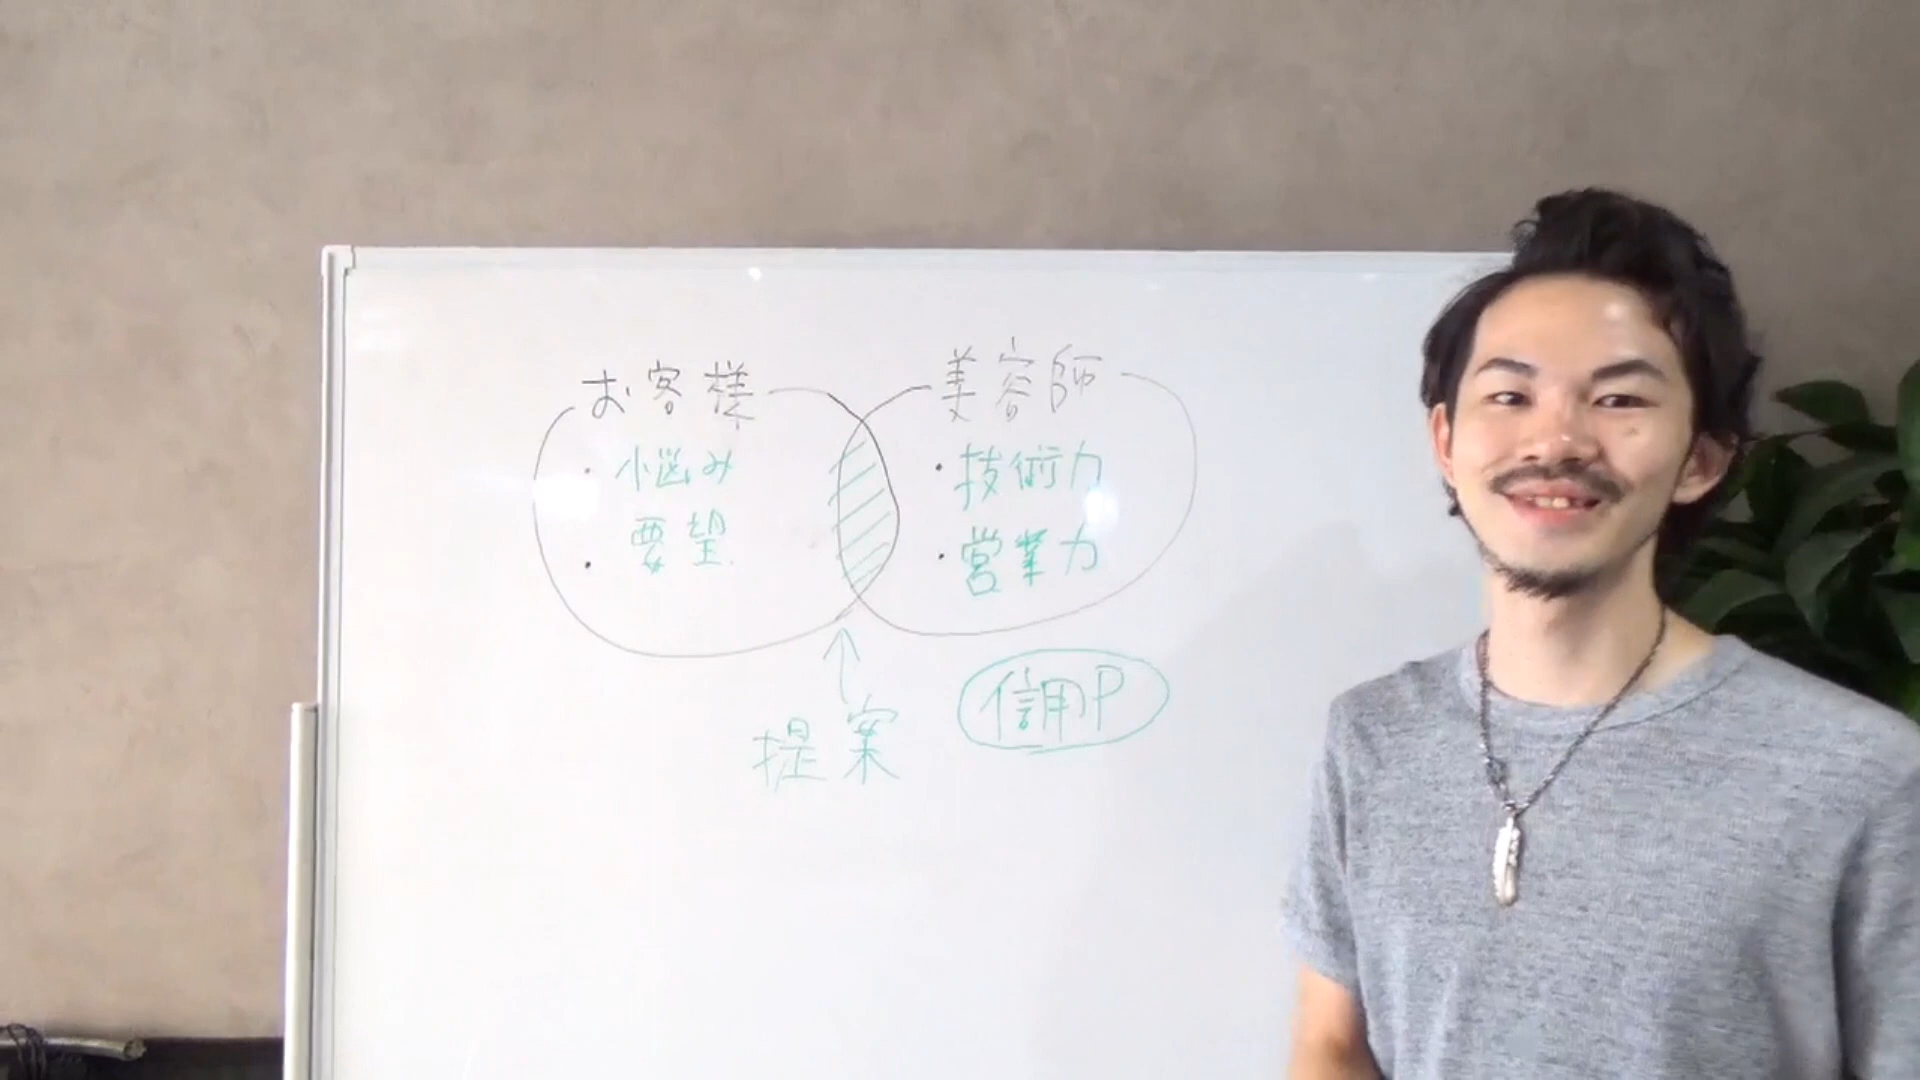 お客様
・悩み
・要望
美容師
・技術力
・営業力
提案
信用P